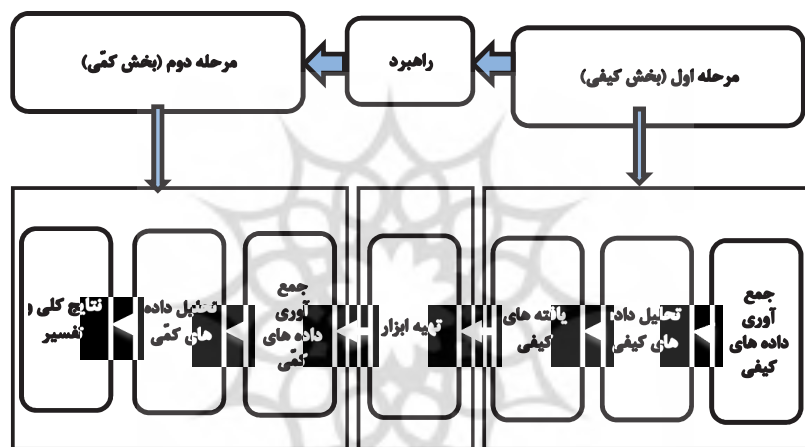 مرحله اول (بخش کیفی)
راهبرد
مرحله دوم (بخش کمّی)
جمع
آوری
داده های
کیفی
تحلیل داده
های کیفی
یافته های
کیفی
تهیه ابزار
جمع
آوری
داده های
کمّی
تحلیل داده
های کمّی
نتایج کلی و
تفسیر